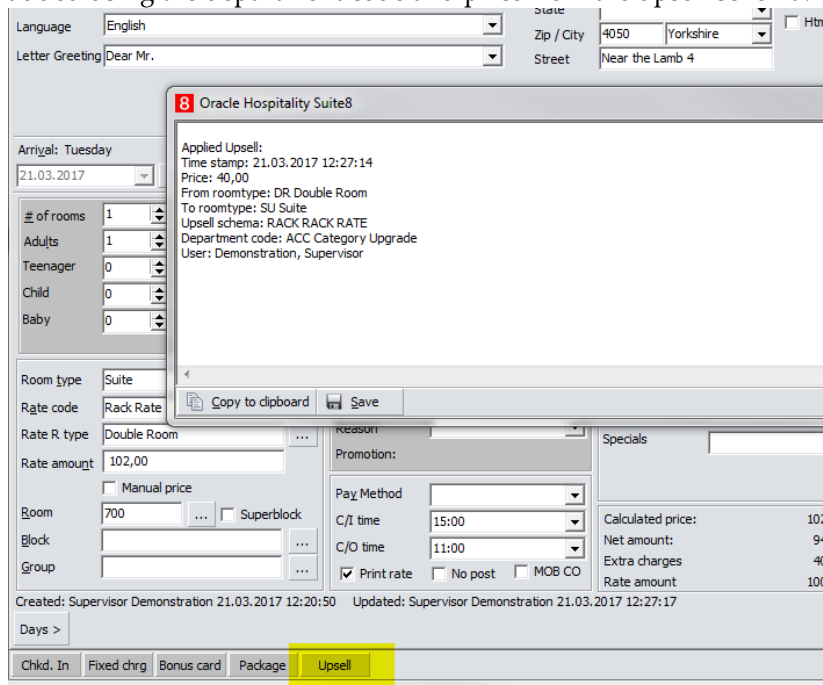 Language English
State
Zip / City 4050 Yorkshire
Htm
Letter Greeting Dear Mr.
Street Near the Lamb 4
8 Oracle Hospitality Suite8
Applied Upsell:
Time stamp: 21.03.2017 12:27:14
Price: 40,00
From roomtype: DR Double Room
To roomtype: SU Suite
Upsell schema: RACK RACK RATE
Department code: ACC Category Upgrade
User: Demonstration, Supervisor
Copy to clipboard Save
Arrival: Tuesday
21.03.2017
# of rooms 1
Adults 1
Teenager 0
Child 0
Baby 0
Room type Suite
Rate code Rack Rate
Rate R type Double Room ...
Rate amount 102,00
Manual price
Room 700 ... Superblock
Block ...
Group ...
Reason
Promotion:
Specials
Pay Method
C/I time 15:00
C/O time 11:00
Print rate No post MOB CO
Calculated price: 102
Net amount: 94
Extra charges 40
Rate amount 100
Created: Supervisor Demonstration 21.03.2017 12:20:50 Updated: Supervisor Demonstration 21.03.2017 12:27:17
Days >
Chkd. In Fixed chrg Bonus card Package Upsell